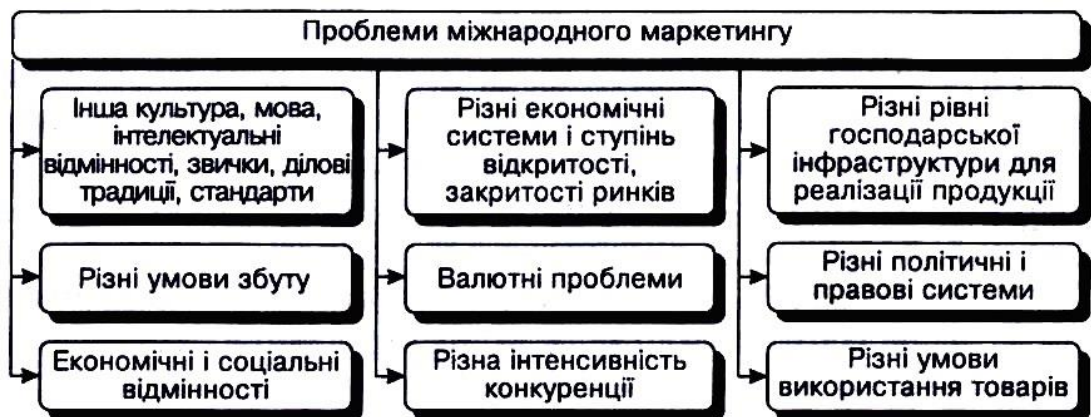 Проблеми міжнародного маркетингу
Інша культура, мова,
інтелектуальні
відмінності, звички, ділові
традиції, стандарти
Різні економічні
системи і ступінь
відкритості,
закритості ринків
Різні рівні
господарської
інфраструктури для
реалізації продукції
Різні умови збуту
Валютні проблеми
Різні політичні і
правові системи
Економічні і соціальні
відмінності
Різна інтенсивність
конкуренції
Різні умови
використання товарів